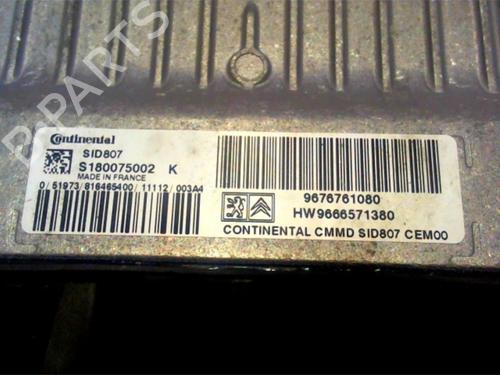 Continental
SID807
S180075002 K
MADE IN FRANCE
0/51973/816465400/11112/003A4
9676761080
HW9666571380
CONTINENTAL CMMD SID807 CEM00
B-PARTS